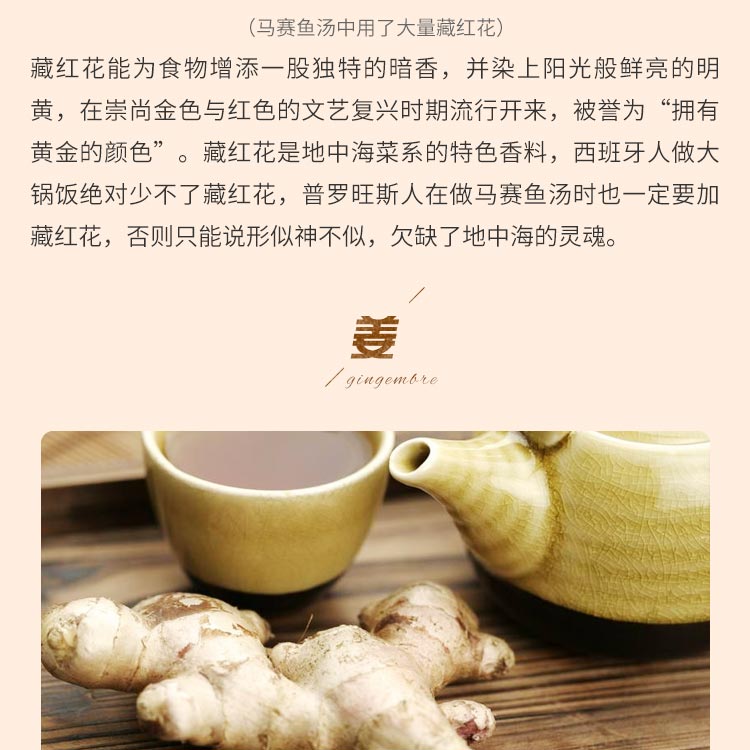 （马赛鱼汤中用了大量藏红花）
藏红花能为食物增添一股独特的暗香，并染上阳光般鲜亮的明
黄，在崇尚金色与红色的文艺复兴时期流行开来，被誉为“拥有
黄金的颜色”。藏红花是地中海菜系的特色香料，西班牙人做大
锅饭绝对少不了藏红花，普罗旺斯人在做马赛鱼汤时也一定要加
藏红花，否则只能说形似神不似，欠缺了地中海的灵魂。
姜
gingembre